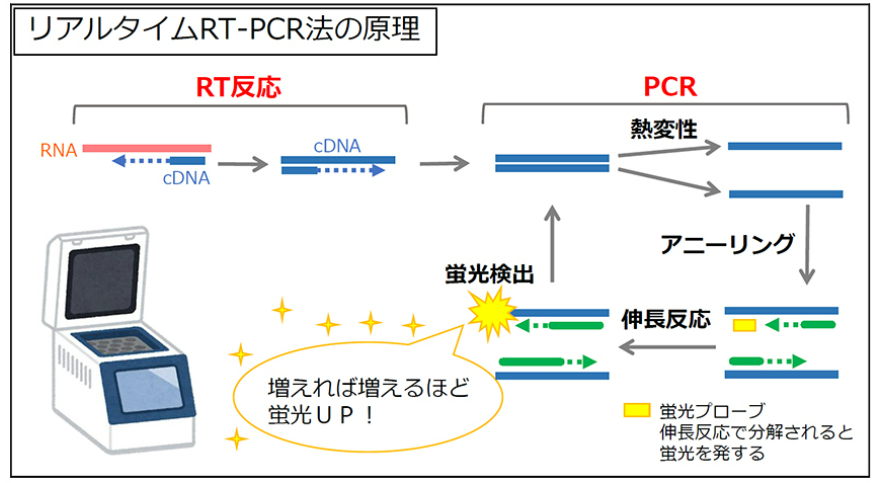 リアルタイムRT-PCR法の原理
RT反応
PCR
RNA
cDNA
cDNA
熱変性
アニーリング
蛍光検出
伸長反応
増えれば増えるほど
蛍光ＵＰ！
蛍光プローブ
伸長反応で分解されると
蛍光を発する